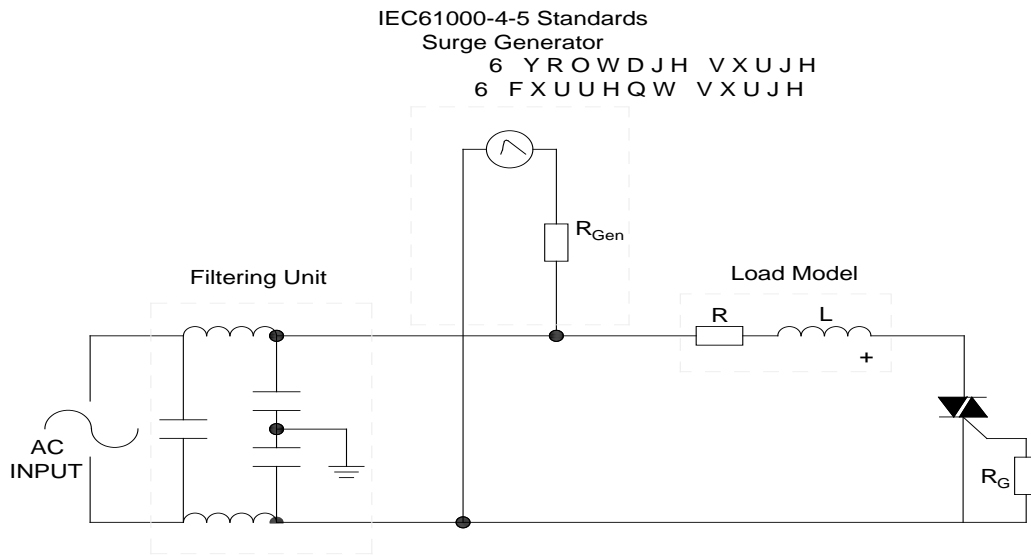 IEC61000-4-5 Standards
Surge Generator
6 YROWDJH VXUJH
6 FXUUHQW VXUJH
RGen
Filtering Unit
Load Model
R
L
+
AC
INPUT
RG